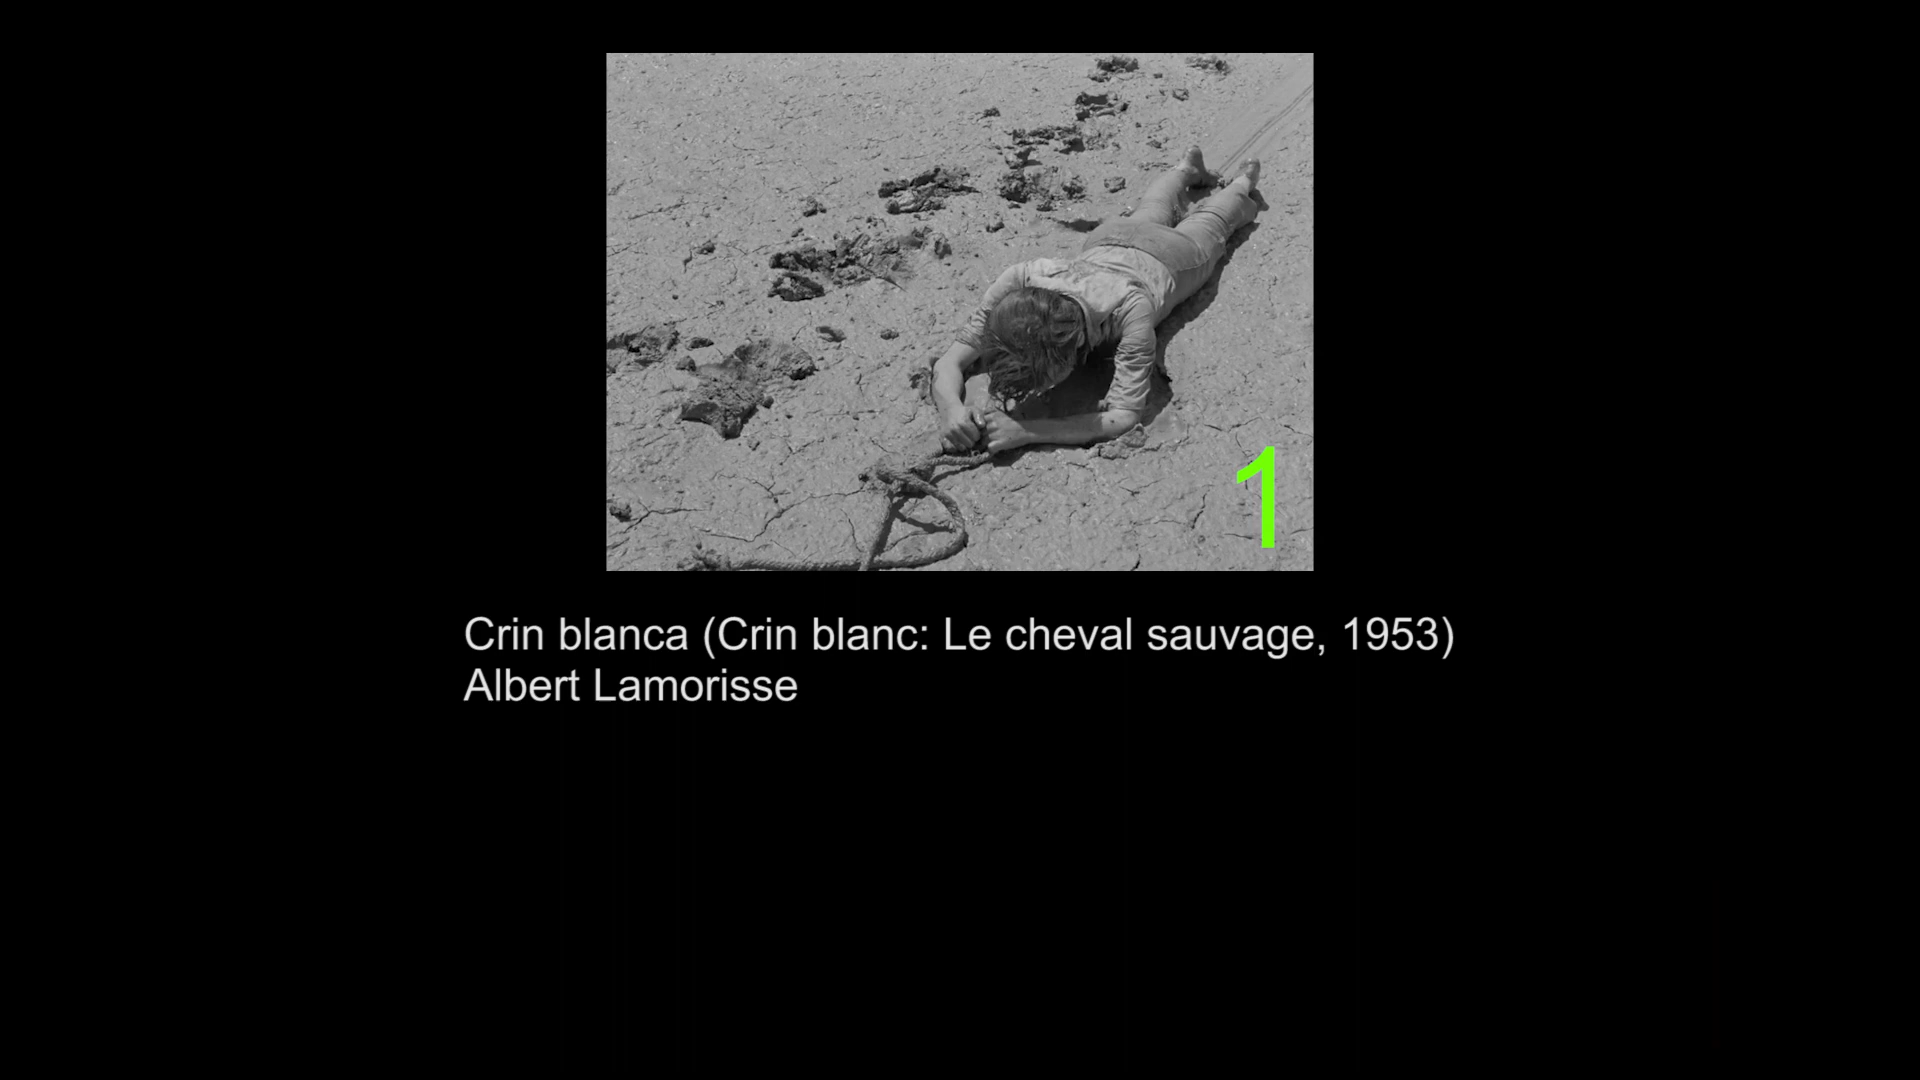 1
Crin blanca (Crin blanc: Le cheval sauvage, 1953)
Albert Lamorisse